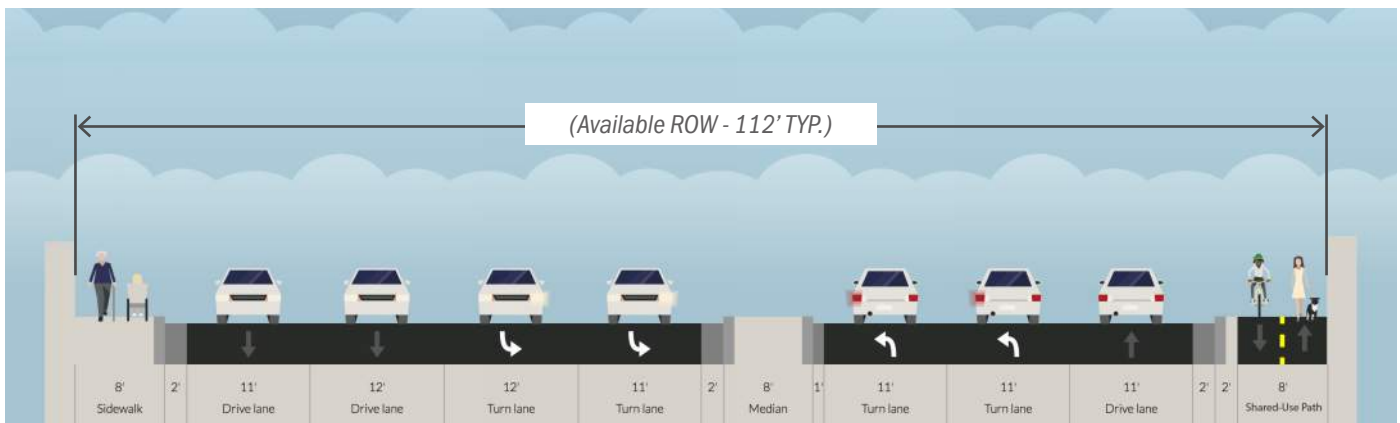 (Available ROW - 112' TYP.)
8' 2' 11' 12' 12' 11' 2' 8' 1' 11' 11' 11' 2' 2' 8'
Sidewalk Drive lane Drive lane Turn lane Turn lane Median Turn lane Turn lane Drive lane Shared-Use Path